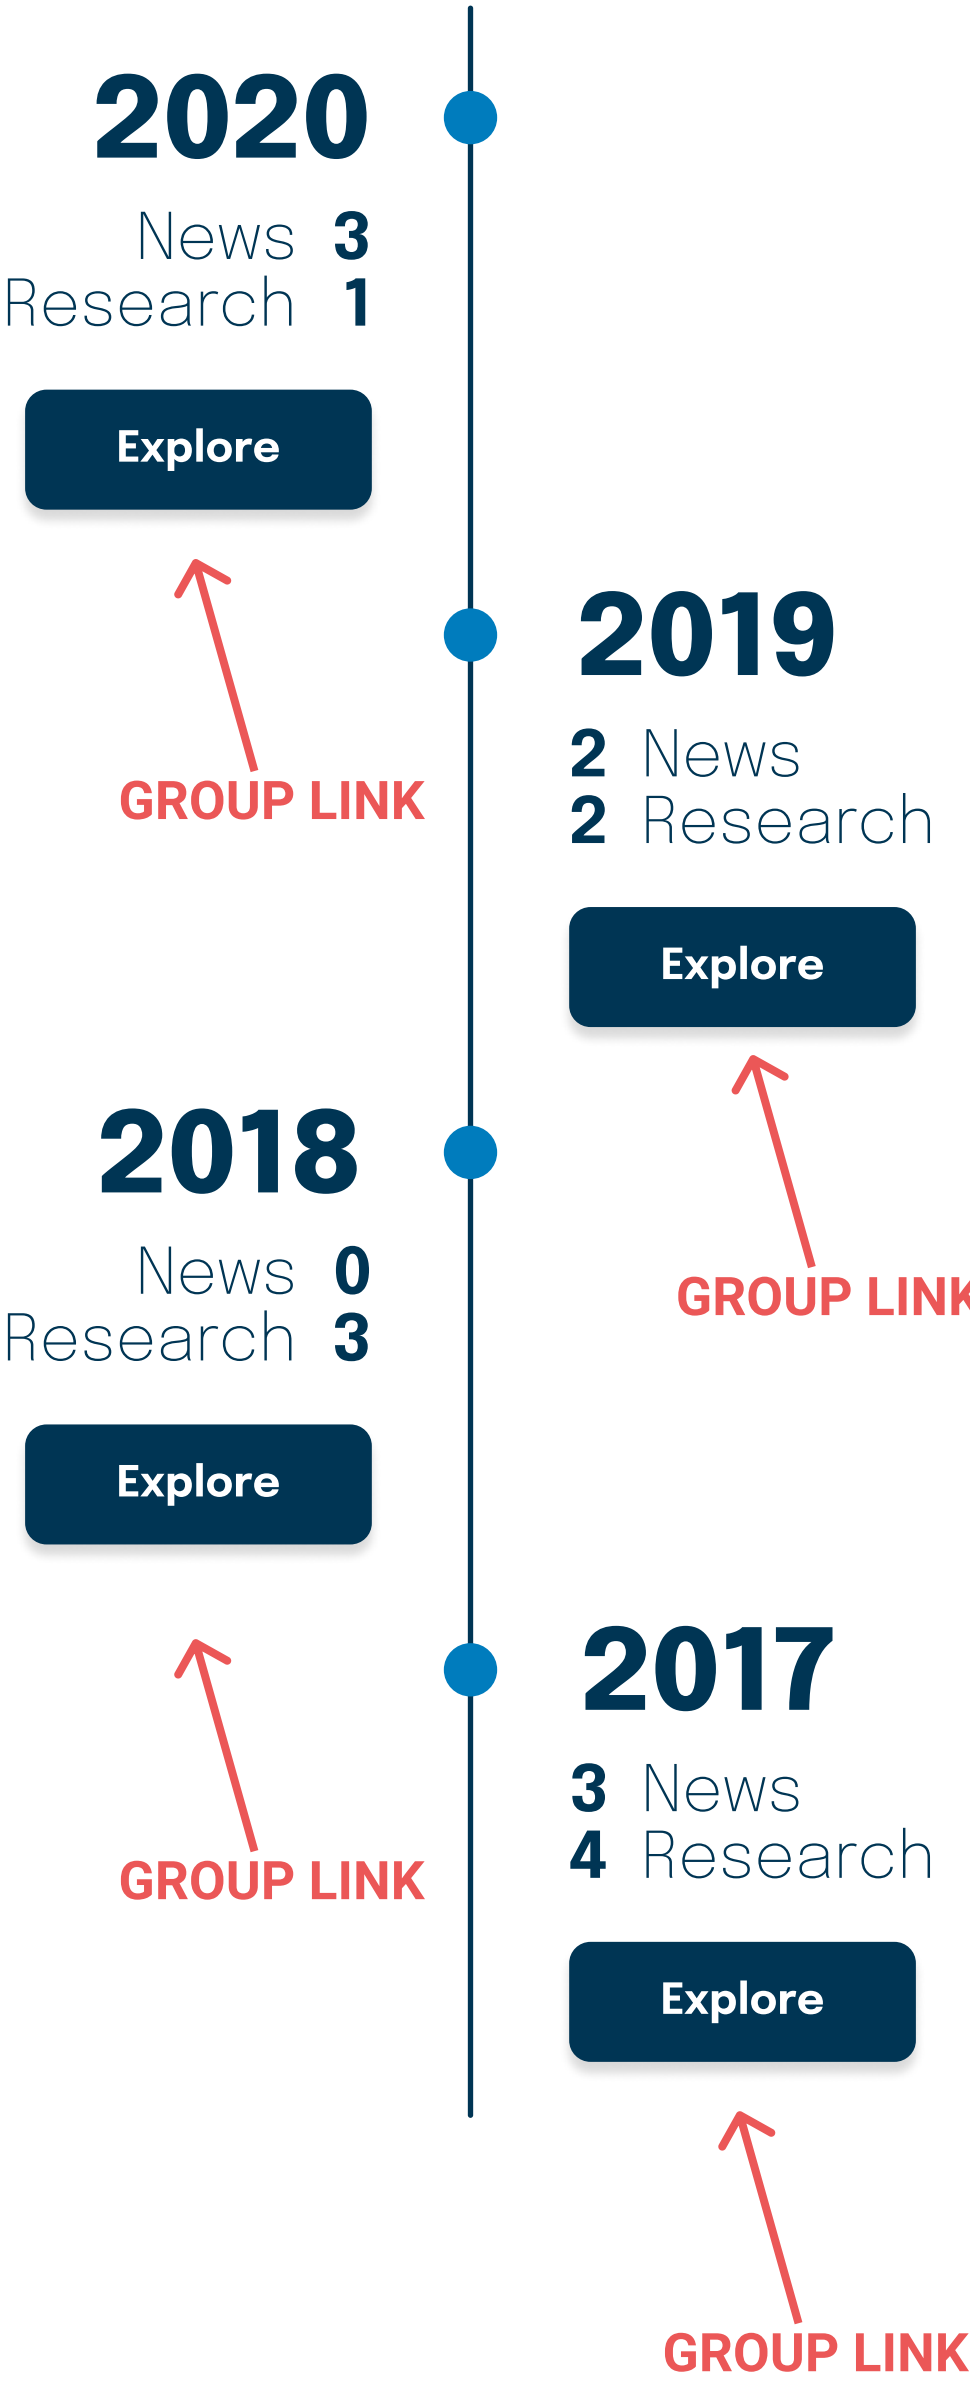 2020
News 3
Research 1
Explore
GROUP LINK
2019
2 News
2 Research
Explore
GROUP LINK
2018
News 0
Research 3
Explore
GROUP LINK
2017
3 News
4 Research
Explore
GROUP LINK